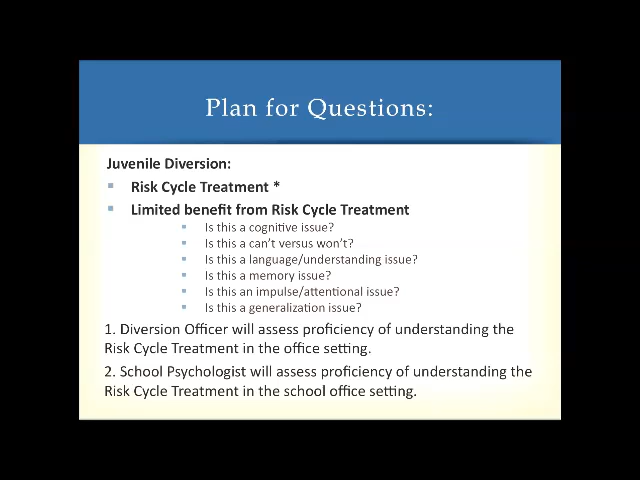 Plan for Questions:
Juvenile Diversion:
Risk Cycle Treatment *
Limited benefit from Risk Cycle Treatment
Is this a cognitive issue?
Is this a can't versus won't?
Is this a language/understanding issue?
Is this a memory issue?
Is this an impulse/attentional issue?
Is this a generalization issue?
1. Diversion Officer will assess proficiency of understanding the
Risk Cycle Treatment in the office setting.
2. School Psychologist will assess proficiency of understanding the
Risk Cycle Treatment in the school office setting.